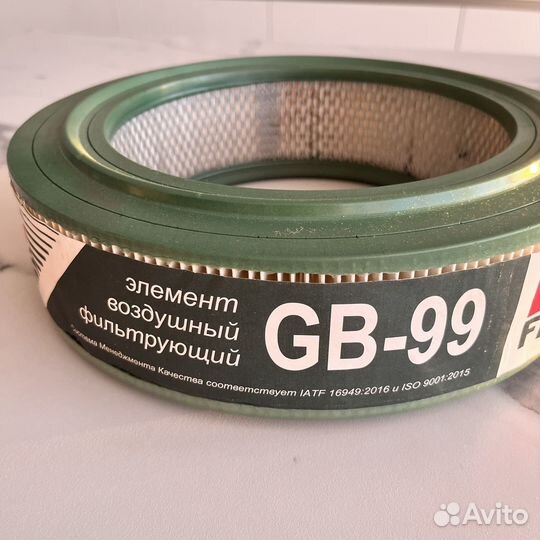 элемент
воздушный
фильтрующий
GB-99
Система Менеджмента Качества соответствует IATF 16949:2016 и ISO 9001:2015
Avito